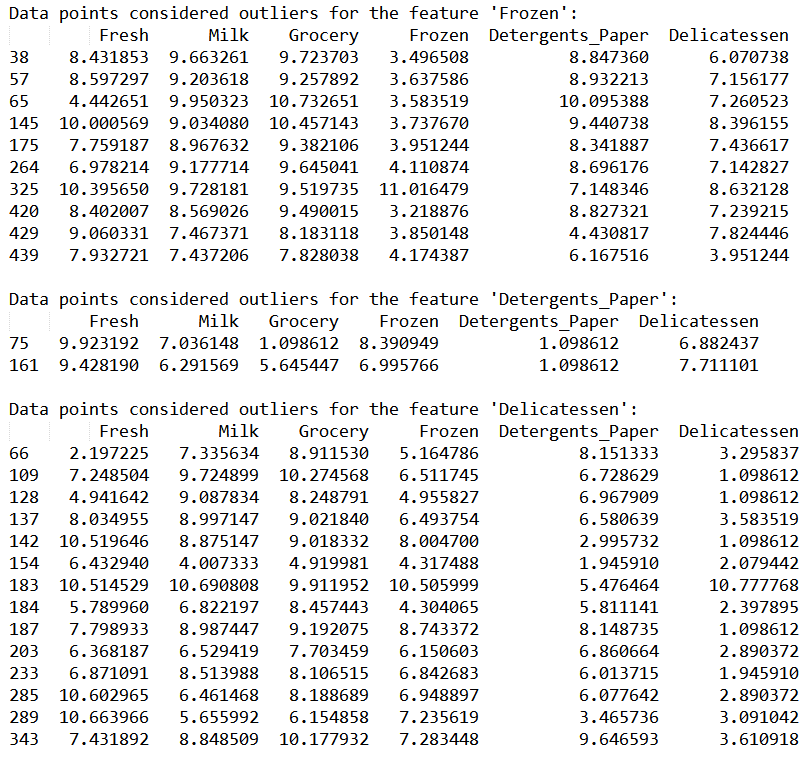 Data points considered outliers for the feature 'Frozen':
Fresh Milk Grocery Frozen Detergents_Paper Delicatessen
38 8.431853 9.663261 9.723703 3.496508 8.847360 6.070738
57 8.597297 9.203618 9.257892 3.637586 8.932213 7.156177
65 4.442651 9.950323 10.732651 3.583519 10.095388 7.260523
145 10.000569 9.034080 10.457143 3.737670 9.440738 8.396155
175 7.759187 8.967632 9.382106 3.951244 8.341887 7.436617
264 6.978214 9.177714 9.645041 4.110874 8.696176 7.142827
325 10.395650 9.728181 9.519735 11.016479 7.148346 8.632128
420 8.402007 8.569026 9.490015 3.218876 8.827321 7.239215
429 9.060331 7.467371 8.183118 3.850148 4.430817 7.824446
439 7.932721 7.437206 7.828038 4.174387 6.167516 3.951244
Data points considered outliers for the feature 'Detergents_Paper':
Fresh Milk Grocery Frozen Detergents_Paper Delicatessen
75 9.923192 7.036148 1.098612 8.390949 1.098612 6.882437
161 9.428190 6.291569 5.645447 6.995766 1.098612 7.711101
Data points considered outliers for the feature 'Delicatessen':
Fresh Milk Grocery Frozen Detergents_Paper Delicatessen
66 2.197225 7.335634 8.911530 5.164786 8.151333 3.295837
109 7.248504 9.724899 10.274568 6.511745 6.728629 1.098612
128 4.941642 9.087834 8.248791 4.955827 6.967909 1.098612
137 8.034955 8.997147 9.021840 6.493754 6.580639 3.583519
142 10.519646 8.875147 9.018332 8.004700 2.995732 1.098612
154 6.432940 4.007333 4.919981 4.317488 1.945910 2.079442
183 10.514529 10.690808 9.911952 10.505999 5.476464 10.777768
184 5.789960 6.822197 8.457443 4.304065 5.811141 2.397895
187 7.798933 8.987447 9.192075 8.743372 8.148735 1.098612
203 6.368187 6.529419 7.703459 6.150603 6.860664 2.890372
233 6.871091 8.513988 8.106515 6.842683 6.013715 1.945910
285 10.602965 6.461468 8.188689 6.948897 6.077642 2.890372
289 10.663966 5.655992 6.154858 7.235619 3.465736 3.091042
343 7.431892 8.848509 10.177932 7.283448 9.646593 3.610918